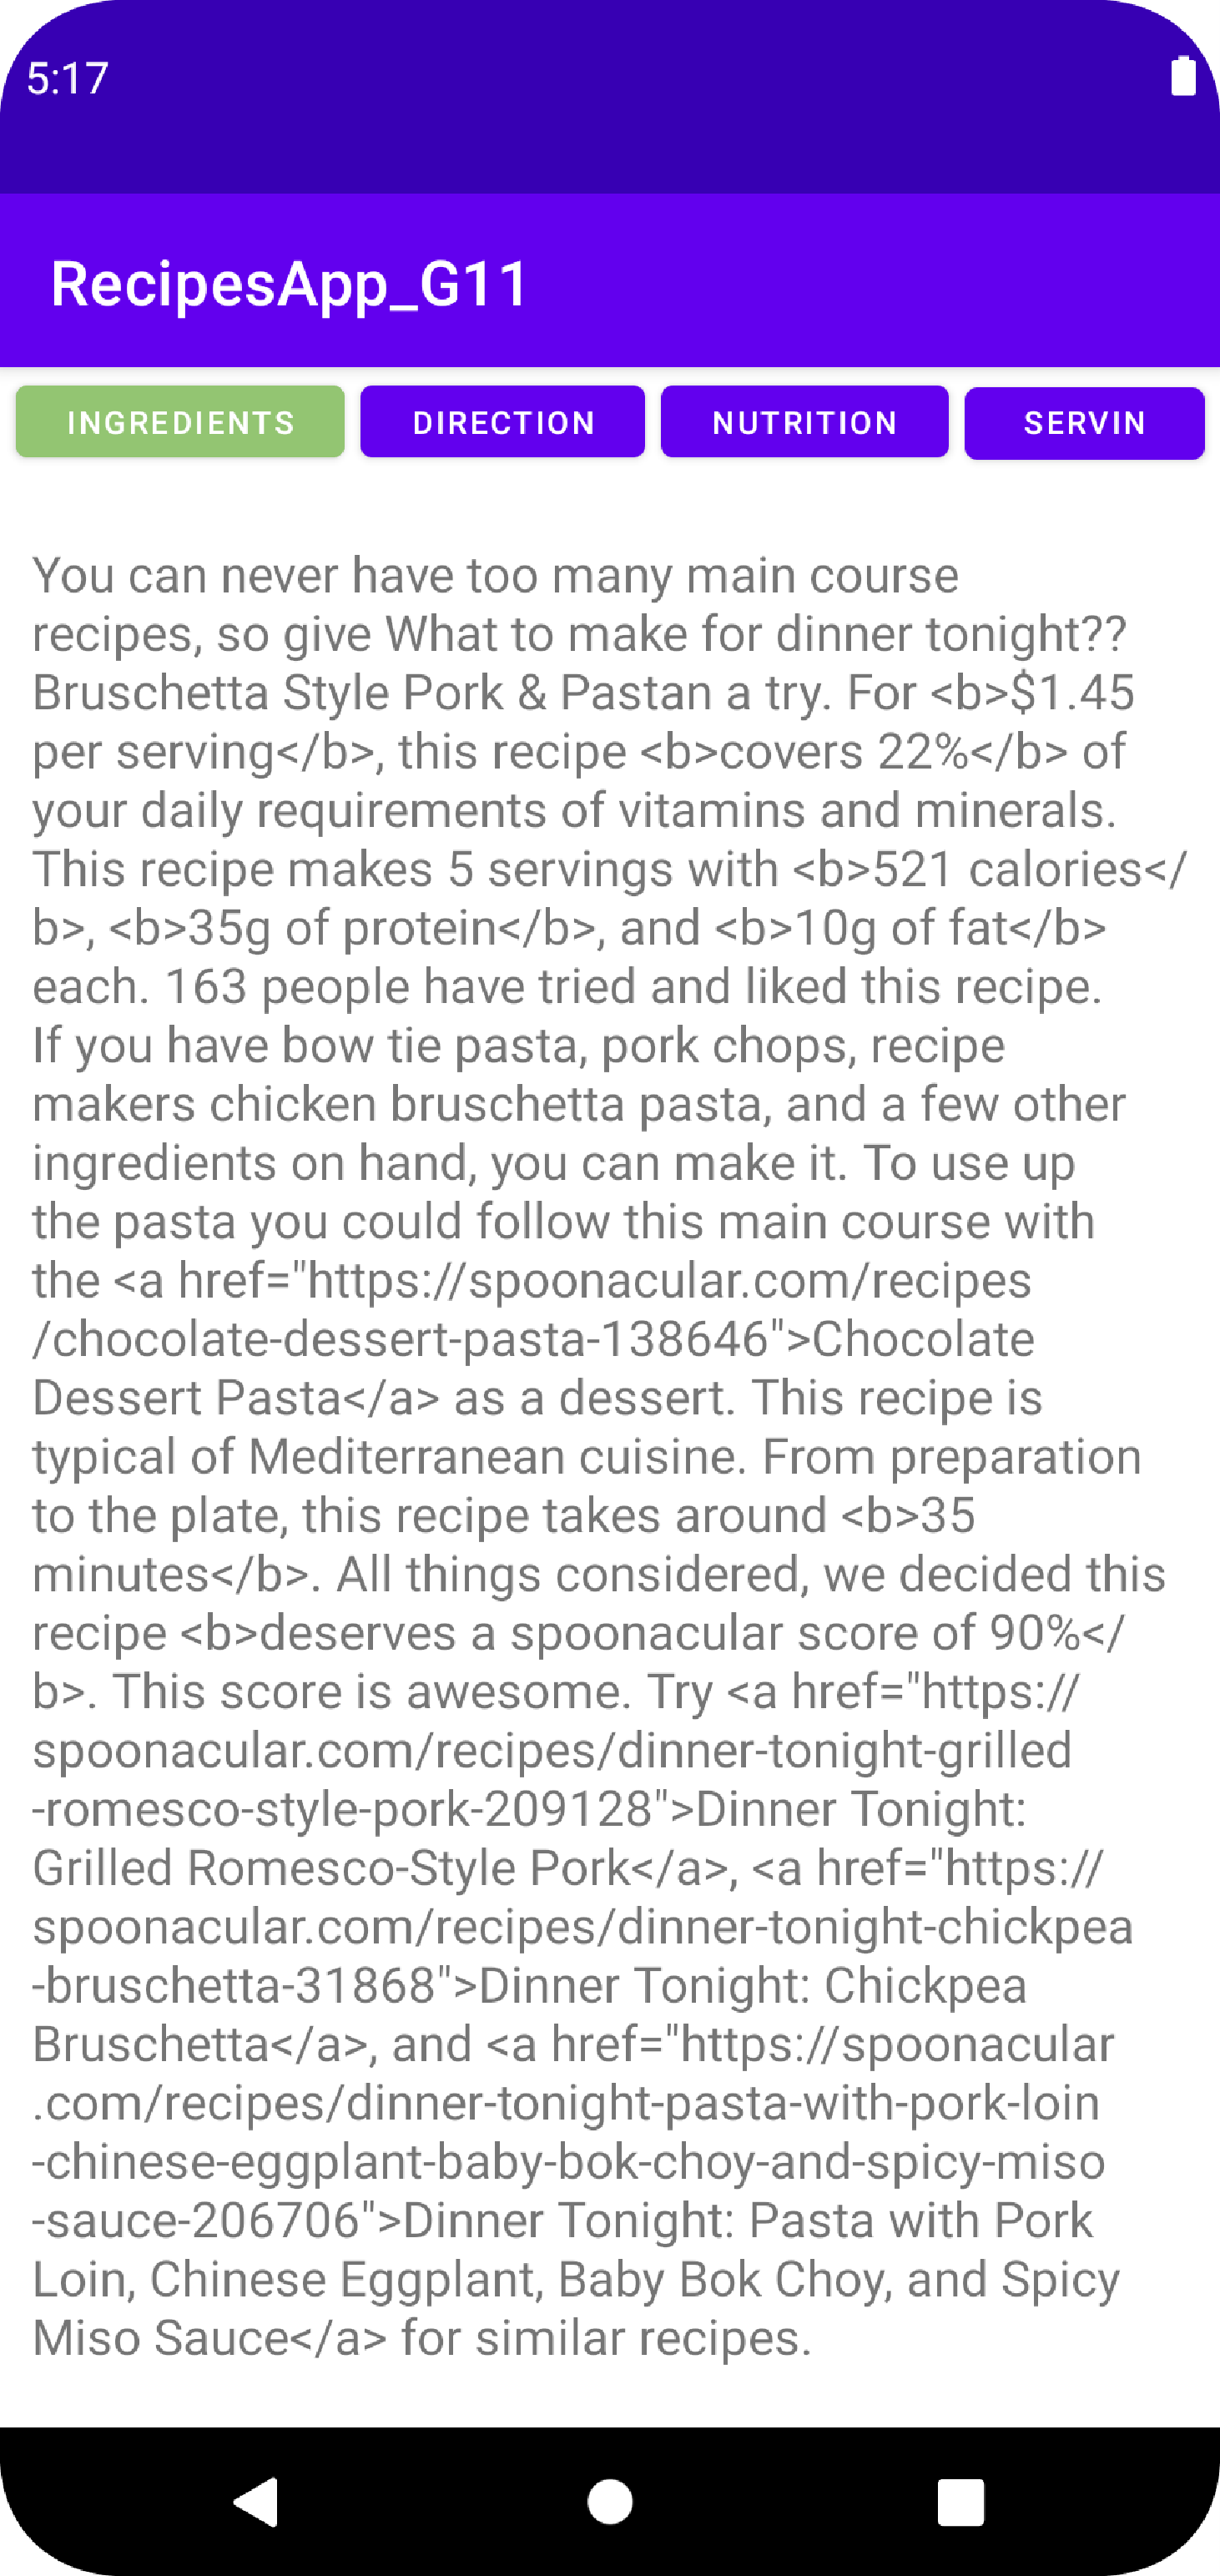 5:17
RecipesApp_G11
INGREDIENTS DIRECTION NUTRITION SERVIN
You can never have too many main course
recipes, so give What to make for dinner tonight??
Bruschetta Style Pork & Pastan a try. For <b>$1.45
per serving</b>, this recipe <b>covers 22%</b> of
your daily requirements of vitamins and minerals.
This recipe makes 5 servings with <b>521 calories</
b>, <b>35g of protein</b>, and <b>10g of fat</b>
each. 163 people have tried and liked this recipe.
If you have bow tie pasta, pork chops, recipe
makers chicken bruschetta pasta, and a few other
ingredients on hand, you can make it. To use up
the pasta you could follow this main course with
the <a href="https://spoonacular.com/recipes
/chocolate-dessert-pasta-138646">Chocolate
Dessert Pasta</a> as a dessert. This recipe is
typical of Mediterranean cuisine. From preparation
to the plate, this recipe takes around <b>35
minutes</b>. All things considered, we decided this
recipe <b>deserves a spoonacular score of 90%</
b>. This score is awesome. Try <a href="https://
spoonacular.com/recipes/dinner-tonight-grilled
-romesco-style-pork-209128">Dinner Tonight:
Grilled Romesco-Style Pork</a>, <a href="https://
spoonacular.com/recipes/dinner-tonight-chickpea
-bruschetta-31868">Dinner Tonight: Chickpea
Bruschetta</a>, and <a href="https://spoonacular
.com/recipes/dinner-tonight-pasta-with-pork-loin
-chinese-eggplant-baby-bok-choy-and-spicy-miso
-sauce-206706">Dinner Tonight: Pasta with Pork
Loin, Chinese Eggplant, Baby Bok Choy, and Spicy
Miso Sauce</a> for similar recipes.